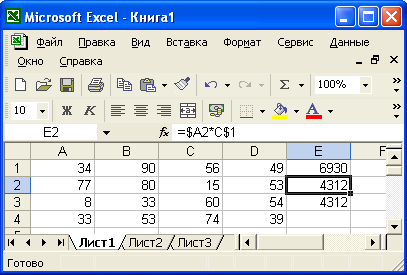 Microsoft Excel - Книга1
Файл Правка Вид Вставка Формат Сервис Данные
Окно Справка
Σ 100%
10 Ж К
E2 fx =$A2*C$1
A B C D E F
1 34 90 56 49 6930
2 77 80 15 53 4312
3 8 33 60 54 4312
4 33 53 74 39
Лист1 Лист2 Лист3
Готово